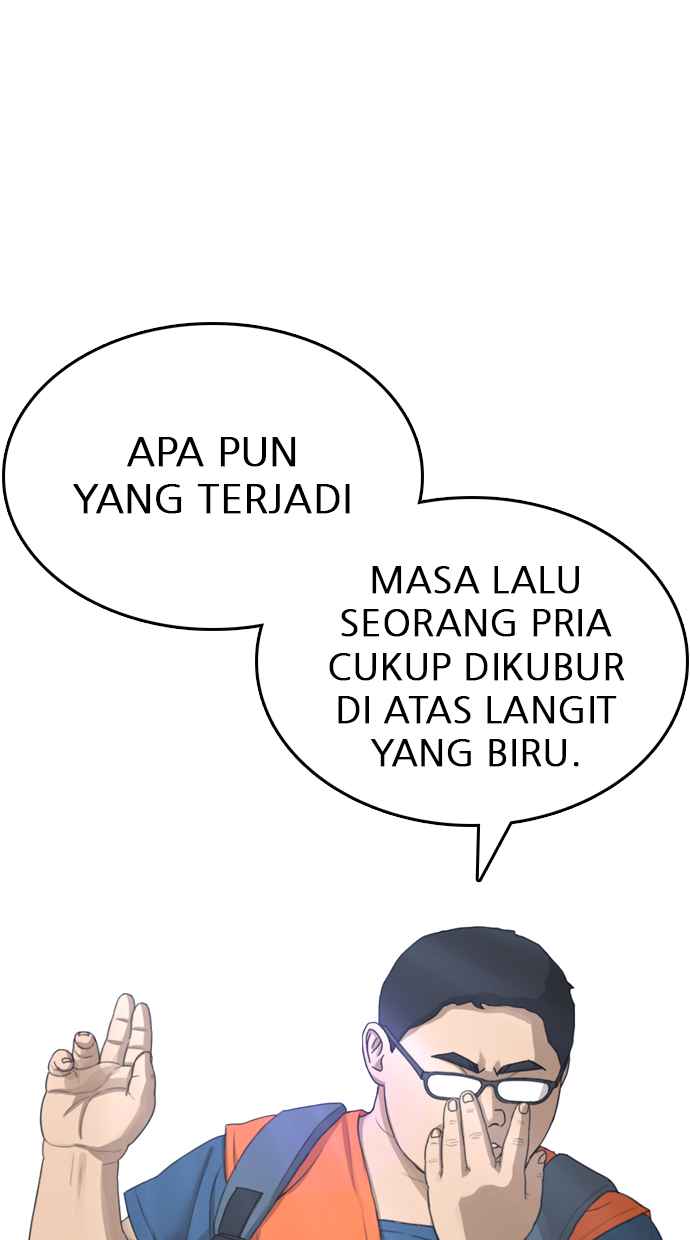 APA PUN
YANG TERJADI
MASA LALU
SEORANG PRIA
CUKUP DIKUBUR
DI ATAS LANGIT
YANG BIRU.